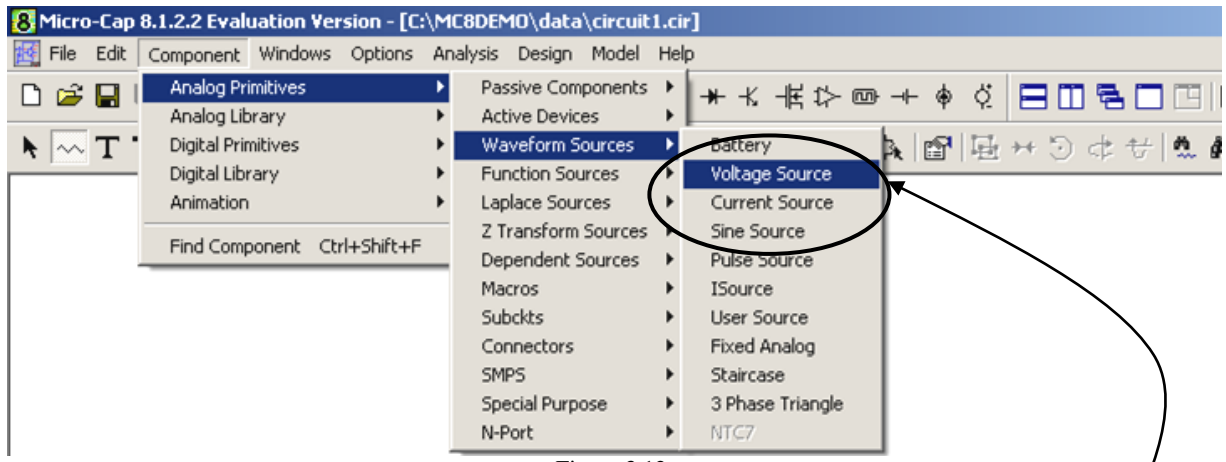 Micro-Cap 8.1.2.2 Evaluation Version - [C:\MC8DEMO\data\circuit1.cir]
File Edit Component Windows Options Analysis Design Model Help
Analog Primitives
Analog Library
Digital Primitives
Digital Library
Animation
Find Component Ctrl+Shift+F
Passive Components
Active Devices
Waveform Sources
Function Sources
Laplace Sources
Z Transform Sources
Dependent Sources
Macros
Subckts
Connectors
SMPS
Special Purpose
N-Port
Battery
Voltage Source
Current Source
Sine Source
Pulse Source
ISource
User Source
Fixed Analog
Staircase
3 Phase Triangle
NTC7
T